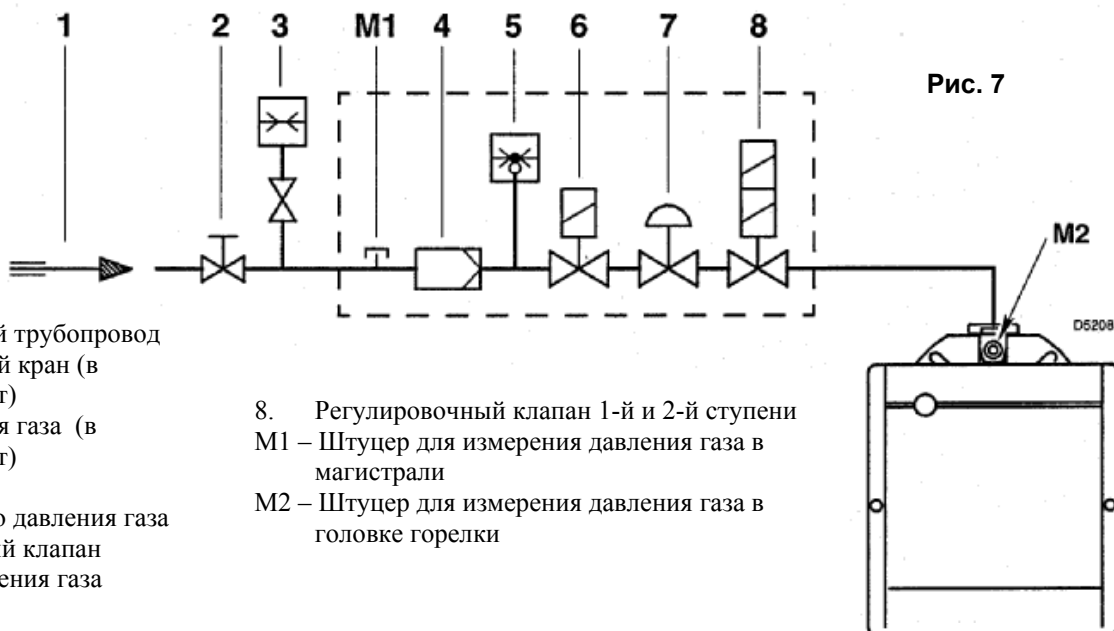 1 2 3 M1 4 5 6 7 8
Рис. 7
M2
D5208
й трубопровод
й кран (в
т)
я газа (в
т)
о давления газа
й клапан
ения газа
8. Регулировочный клапан 1-й и 2-й ступени
М1 – Штуцер для измерения давления газа в
магистрали
М2 – Штуцер для измерения давления газа в
головке горелки